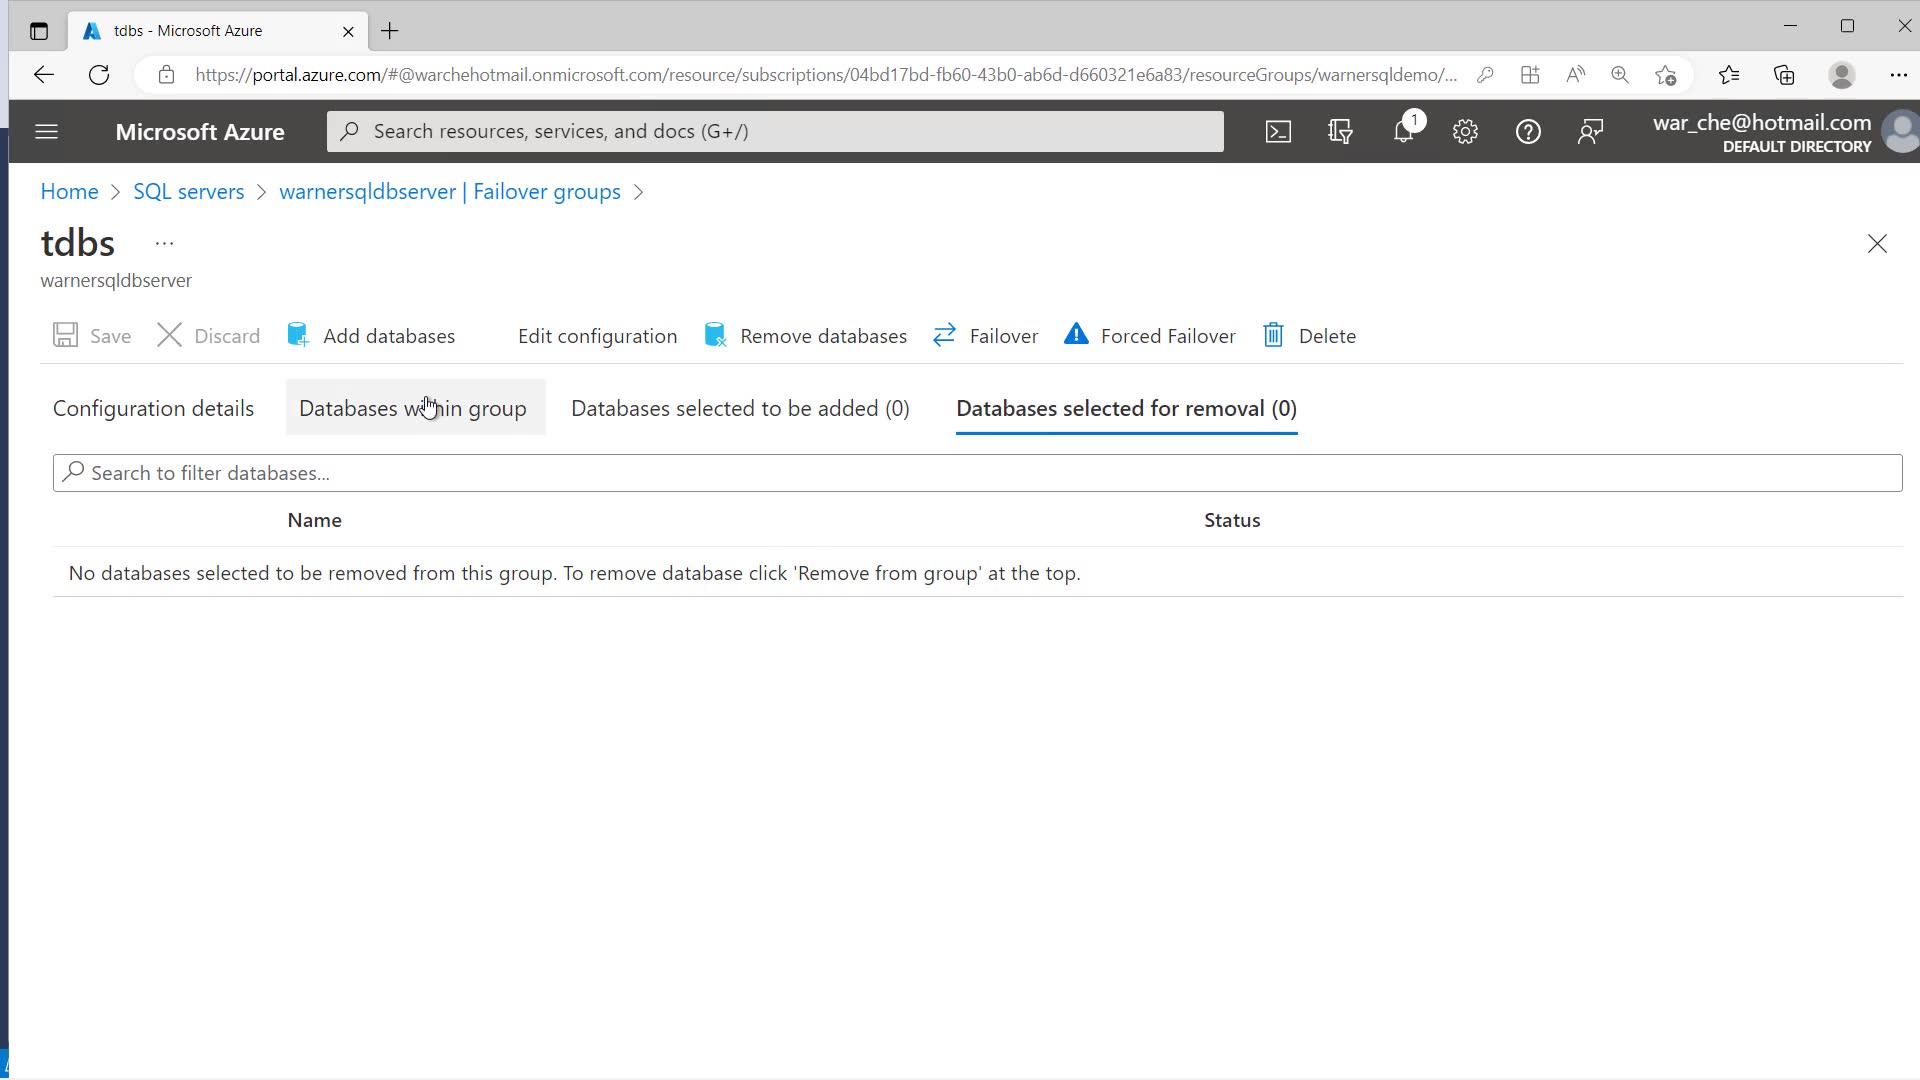 tdbs - Microsoft Azure
https://portal.azure.com/#@warchehotmail.onmicrosoft.com/resource/subscriptions/04bd17bd-fb60-43b0-ab6d-d660321e6a83/resourceGroups/warnersqldemo/...
Microsoft Azure
Search resources, services, and docs (G+/)
1
war_che@hotmail.com
DEFAULT DIRECTORY
Home > SQL servers > warnersqldbserver | Failover groups >
tdbs ...
warnersqldbserver
Save Discard Add databases Edit configuration Remove databases Failover Forced Failover Delete
Configuration details Databases within group Databases selected to be added (0) Databases selected for removal (0)
Search to filter databases...
Name Status
No databases selected to be removed from this group. To remove database click 'Remove from group' at the top.